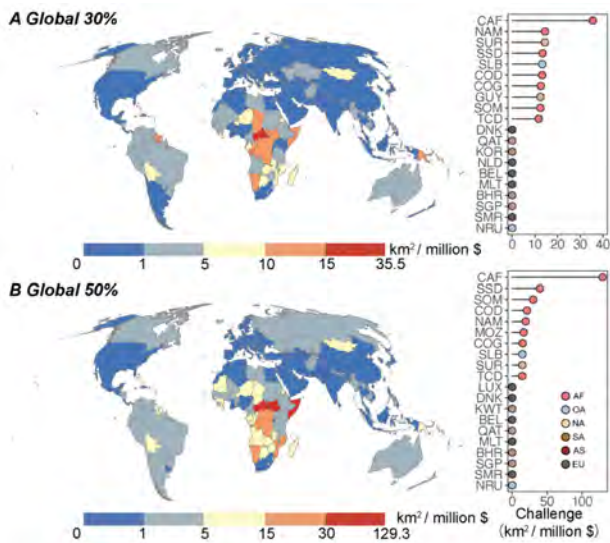 A Global 30%
CAF
NAM
SUR
SSD
SLB
COD
COG
GUY
SOM
TCD
DNK
QAT
KOR
NLD
BEL
MLT
BHR
SGP
SMR
NRU
0 10 20 30 40
km²/ million $
0 1 5 10 15 35.5
B Global 50%
CAF
SSD
SOM
COD
NAM
MOZ
COG
SLB
SUR
TCD
LUX
DNK
KWT
BEL
QAT
MLT
BHR
SGP
SMR
NRU
AF
OA
NA
SA
AS
EU
0 50 100
Challenge
(km²/ million $)
km²/ million $
0 1 5 15 30 129.3